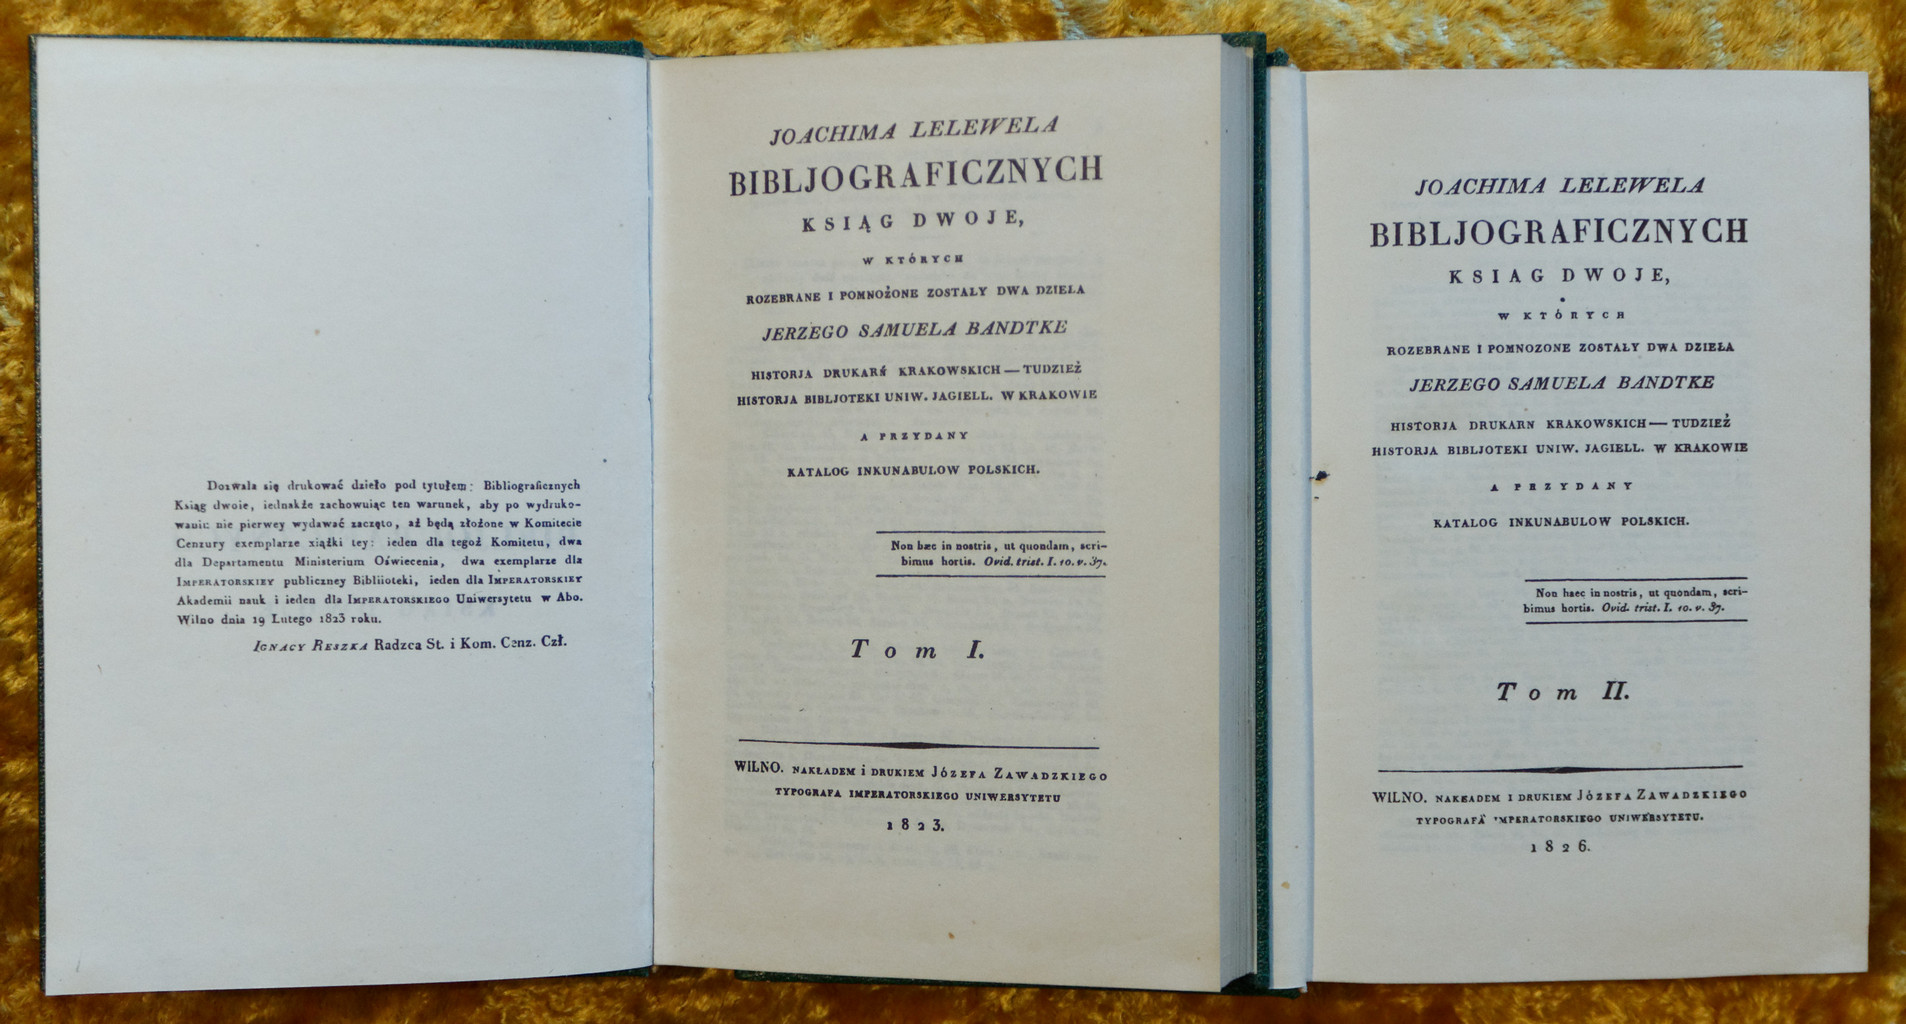 Dozwala się drukować dzieło pod tytułem: Bibliograficznych
Ksiąg dwoie, iednakże zachowuiąc ten warunek, aby po wydruko-
waniu nie pierwey wydawać zaczęto, aż będą złożone w Komitecie
Cenzury exemplarze xiążki tey: ieden dla tegoż Komitetu, dwa
dla Departamentu Ministerium Oświecenia, dwa exemplarze dla
IMPERATORSKIEY publiczney Bibliioteki, ieden dla IMPERATORSKIEY
Akademii nauk i ieden dla IMPERATORSKIEGO Uniwersytetu w Abo.
Wilno dnia 19 Lutego 1823 roku.
IGNACY RESZKA Radzca St. i Kom. Cenz. Czł.
JOACHIMA LELEWELA
BIBLJOGRAFICZNYCH
KSIĄG DWOJE,
W KTÓRYCH
ROZEBRANE I POMNOŻONE ZOSTAŁY DWA DZIEŁA
JERZEGO SAMUELA BANDTKE
HISTORJA DRUKARŃ KRAKOWSKICH — TUDZIEŻ
HISTORJA BIBLJOTEKI UNIW. JAGIELL. W KRAKOWIE
A PRZYDANY
KATALOG INKUNABULOW POLSKICH.
Non hæc in nostris, ut quondam, scri-
bimus hortis. Ovid. trist. I. 10. v. 37.
Tom I.
WILNO. NAKŁADEM i DRUKIEM JÓZEFA ZAWADZKIEGO
TYPOGRAFA IMPERATORSKIEGO UNIWERSYTETU
1823.
JOACHIMA LELEWELA
BIBLJOGRAFICZNYCH
KSIAG DWOJE,
W KTÓRYCH
ROZEBRANE I POMNOZONE ZOSTAŁY DWA DZIEŁA
JERZEGO SAMUELA BANDTKE
HISTORJA DRUKARN KRAKOWSKICH — TUDZIEŻ
HISTORJA BIBLJOTEKI UNIW. JAGIELL. W KRAKOWIE
A PRZYDANY
KATALOG INKUNABULOW POLSKICH.
Non haec in nostris, ut quondam, scri-
bimus hortis. Ovid. trist. I. 10. v. 37.
Tom II.
WILNO. NAKŁADEM I DRUKIEM JÓZEFA ZAWADZKIEGO
TYPOGRAFA IMPERATORSKIEGO UNIWERSYTETU.
1826.